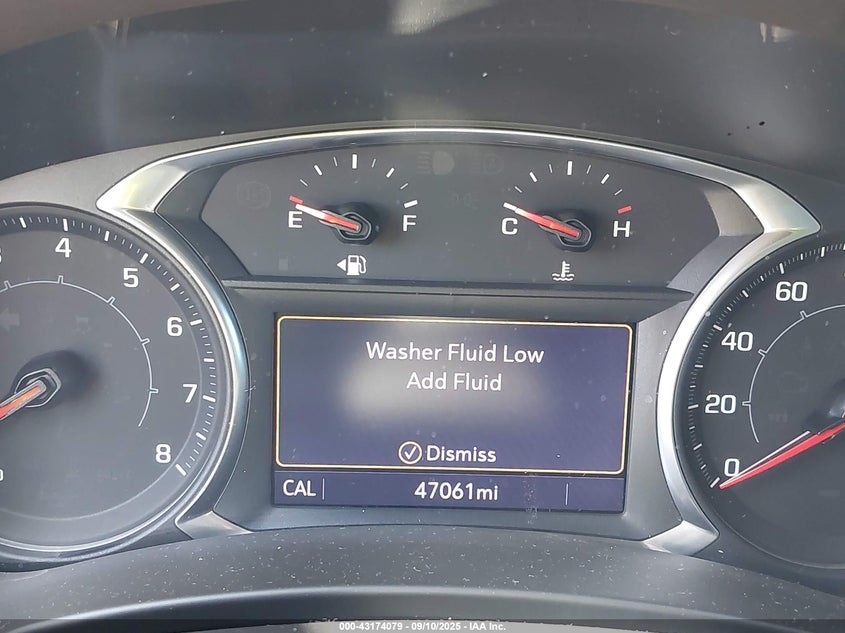 E F
C H
4
5
6
7
8
60
40
20
0
Washer Fluid Low
Add Fluid
Dismiss
CAL 47061mi
000-43174079 - 09/10/2025 - IAA Inc.